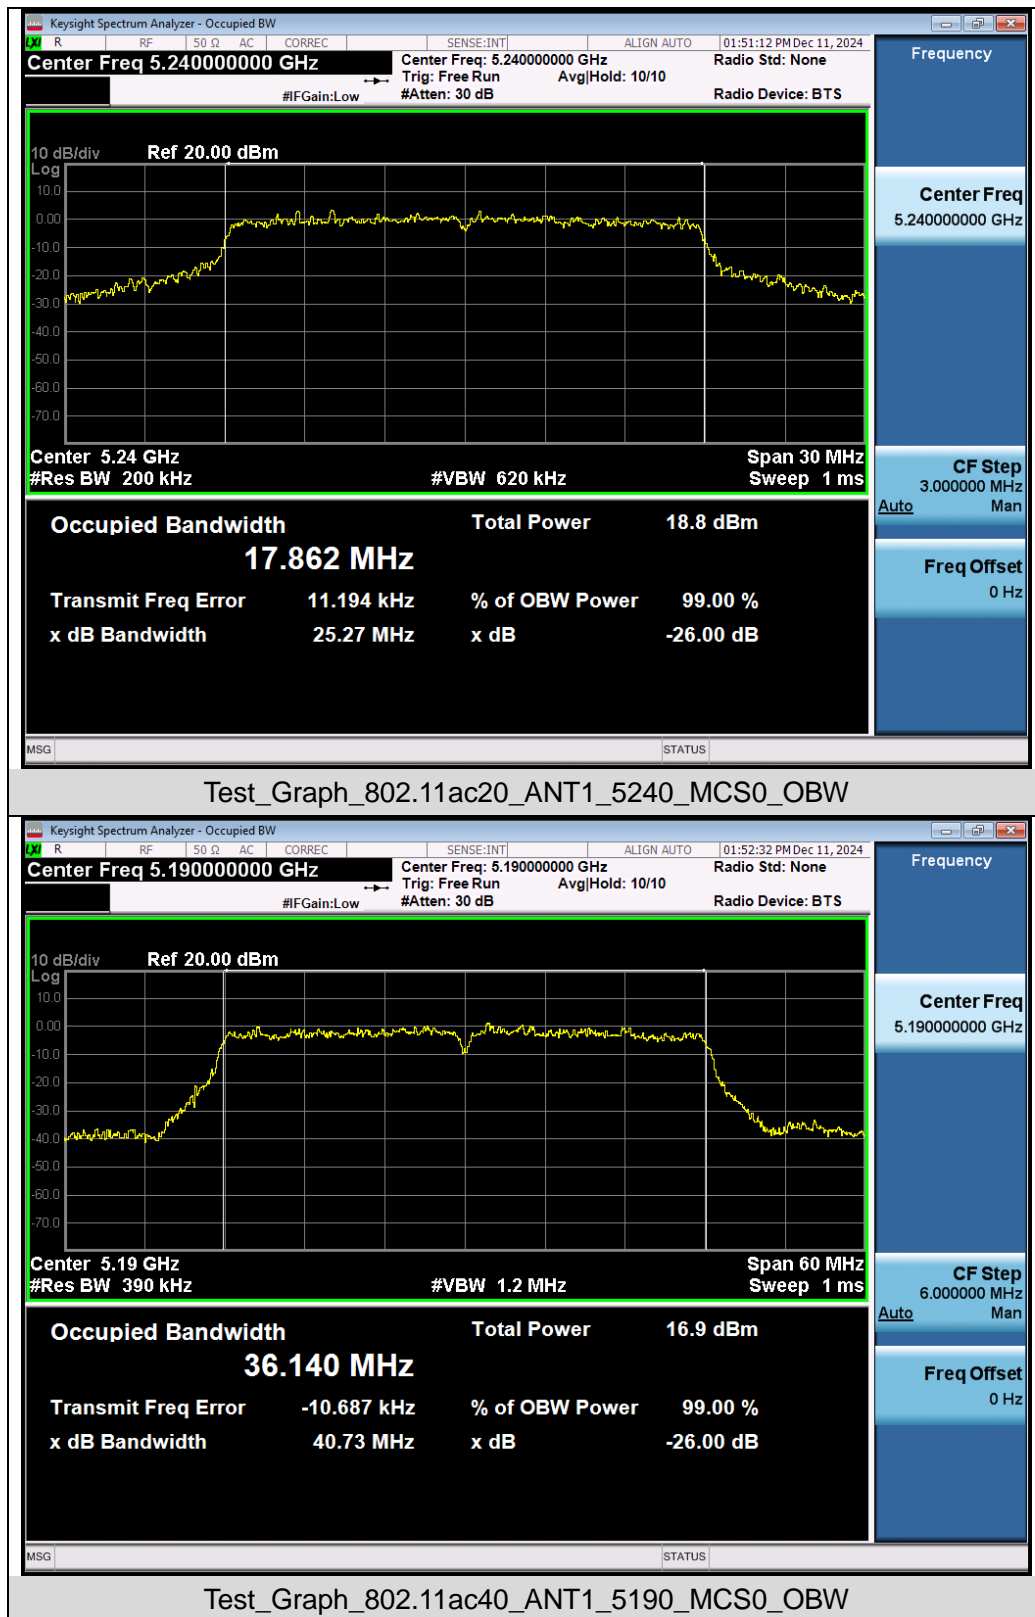 Keysight Spectrum Analyzer - Occupied BW
LXI R RF 50 Ω AC CORREC SENSE:INT ALIGN AUTO 01:51:12 PM Dec 11, 2024
Center Freq 5.240000000 GHz
Center Freq: 5.240000000 GHz
Radio Std: None
Trig: Free Run Avg|Hold: 10/10
#IFGain:Low #Atten: 30 dB Radio Device: BTS
Frequency
10 dB/div Ref 20.00 dBm
Log
10.0
0.00
-10.0
-20.0
-30.0
-40.0
-50.0
-60.0
-70.0
Center Freq
5.240000000 GHz
Center 5.24 GHz Span 30 MHz
#Res BW 200 kHz #VBW 620 kHz Sweep 1 ms
CF Step
3.000000 MHz
Auto Man
Occupied Bandwidth Total Power 18.8 dBm
17.862 MHz
Freq Offset
0 Hz
Transmit Freq Error 11.194 kHz % of OBW Power 99.00 %
x dB Bandwidth 25.27 MHz x dB -26.00 dB
MSG STATUS
Test_Graph_802.11ac20_ANT1_5240_MCS0_OBW
Keysight Spectrum Analyzer - Occupied BW
LXI R RF 50 Ω AC CORREC SENSE:INT ALIGN AUTO 01:52:32 PM Dec 11, 2024
Center Freq 5.190000000 GHz
Center Freq: 5.190000000 GHz
Radio Std: None
Trig: Free Run Avg|Hold: 10/10
#IFGain:Low #Atten: 30 dB Radio Device: BTS
Frequency
10 dB/div Ref 20.00 dBm
Log
10.0
0.00
-10.0
-20.0
-30.0
-40.0
-50.0
-60.0
-70.0
Center Freq
5.190000000 GHz
Center 5.19 GHz Span 60 MHz
#Res BW 390 kHz #VBW 1.2 MHz Sweep 1 ms
CF Step
6.000000 MHz
Auto Man
Occupied Bandwidth Total Power 16.9 dBm
36.140 MHz
Freq Offset
0 Hz
Transmit Freq Error -10.687 kHz % of OBW Power 99.00 %
x dB Bandwidth 40.73 MHz x dB -26.00 dB
MSG STATUS
Test_Graph_802.11ac40_ANT1_5190_MCS0_OBW